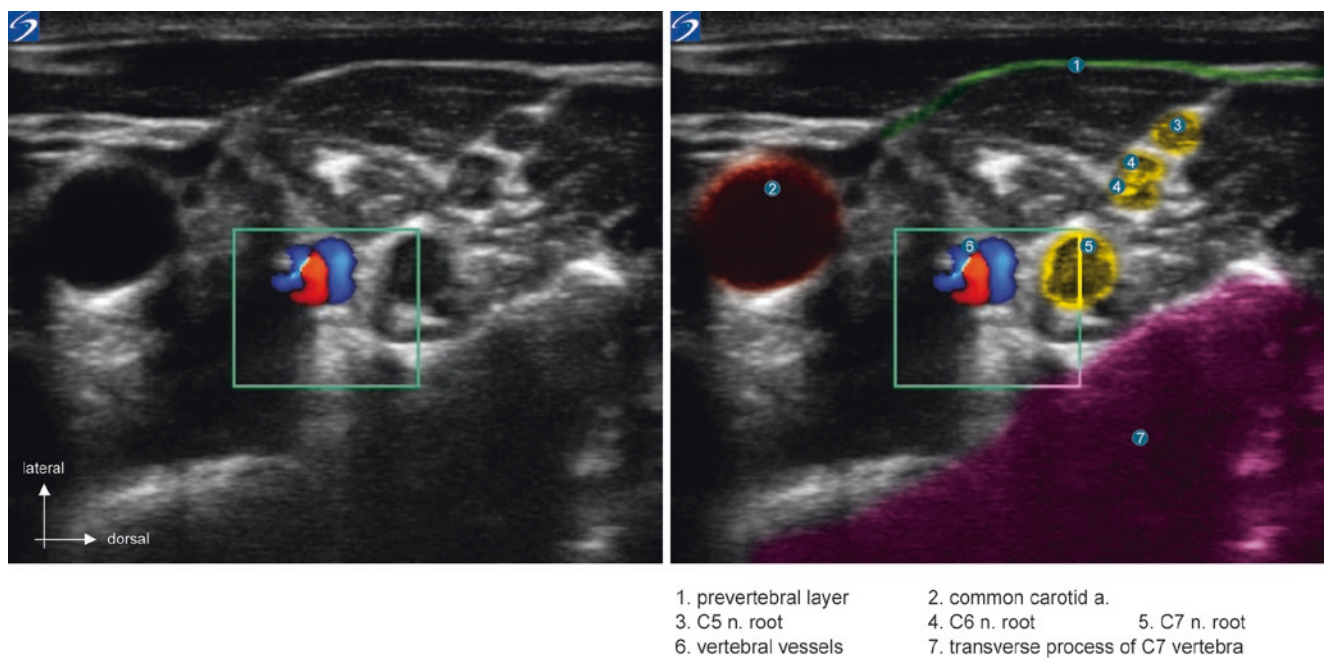 1
3
2
4
4
6
5
lateral
7
dorsal
1. prevertebral layer 2. common carotid a.
3. C5 n. root 4. C6 n. root 5. C7 n. root
6. vertebral vessels 7. transverse process of C7 vertebra